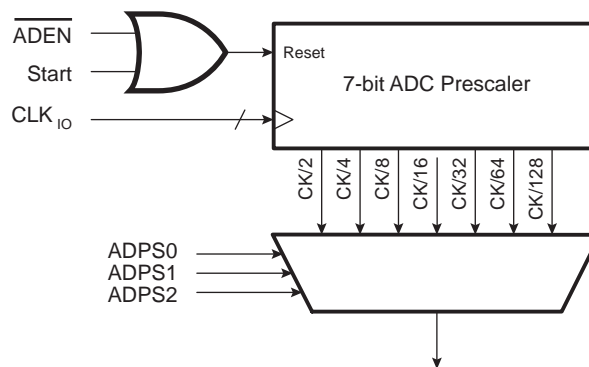 ADEN
Reset
Start
7-bit ADC Prescaler
CLK IO
CK/2
CK/4
CK/8
CK/16
CK/32
CK/64
CK/128
ADPS0
ADPS1
ADPS2